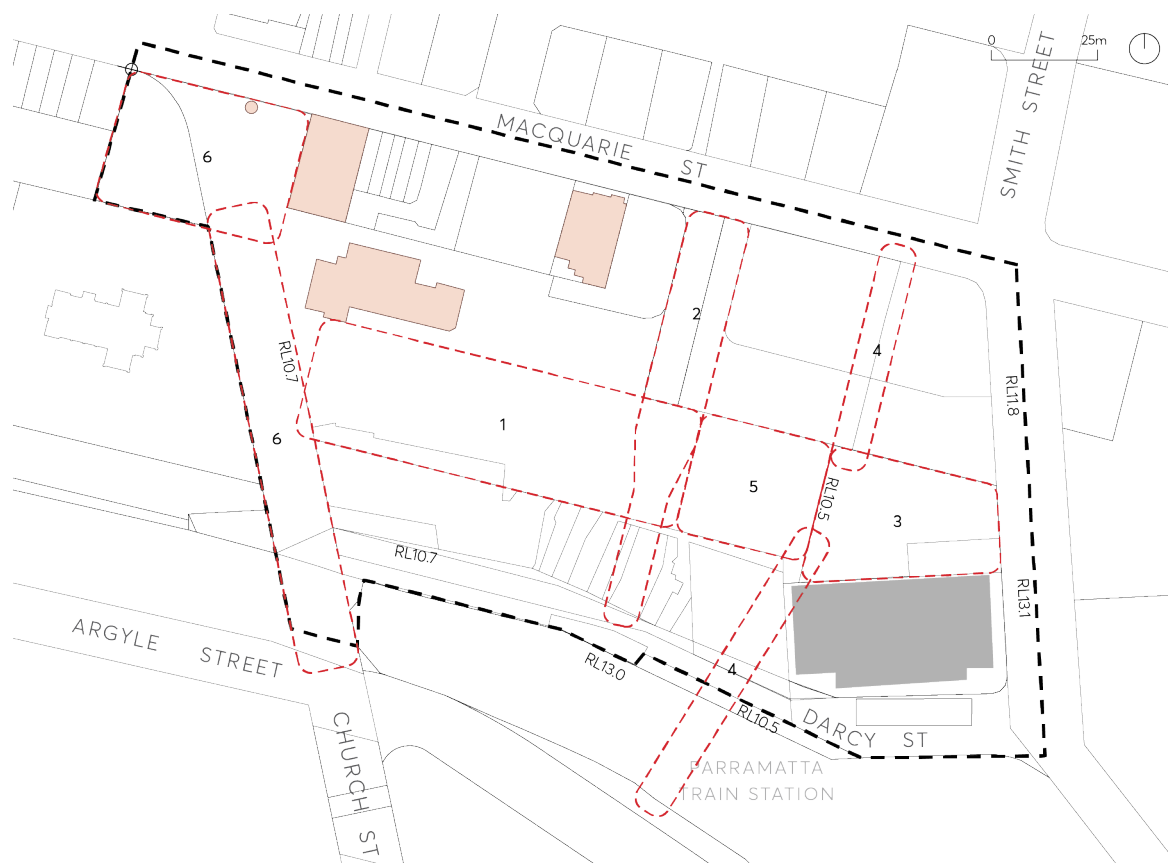 0 25m
SMITH STREET
MACQUARIE ST
6
2
4
RL10.7
RL11.8
1
6
5
RL10.5
3
RL10.7
RL13.1
ARGYLE STREET
RL13.0
4
RL10.5
DARCY ST
CHURCH ST
PARRAMATTA
TRAIN STATION